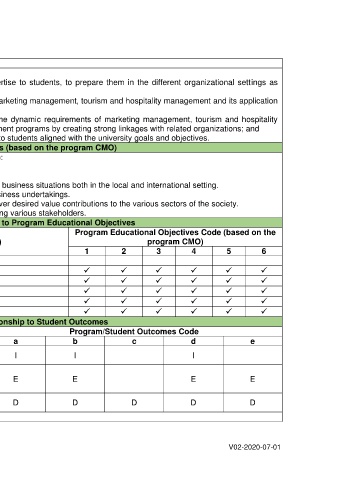 rtise to students, to prepare them in the different organizational settings as
arketing management, tourism and hospitality management and its application
he dynamic requirements of marketing management, tourism and hospitality
nent programs by creating strong linkages with related organizations; and
to students aligned with the university goals and objectives.
s (based on the program CMO)
:
business situations both in the local and international setting.
siness undertakings.
ver desired value contributions to the various sectors of the society.
ng various stakeholders.
to Program Educational Objectives
) Program Educational Objectives Code (based on the
program CMO)
1 2 3 4 5 6
✓ ✓ ✓ ✓ ✓ ✓
✓ ✓ ✓ ✓ ✓ ✓
✓ ✓ ✓ ✓ ✓ ✓
✓ ✓ ✓ ✓ ✓ ✓
✓ ✓ ✓ ✓ ✓ ✓
onship to Student Outcomes
Program/Student Outcomes Code
a b c d e
I I I
E E E E
D D D D D
V02-2020-07-01